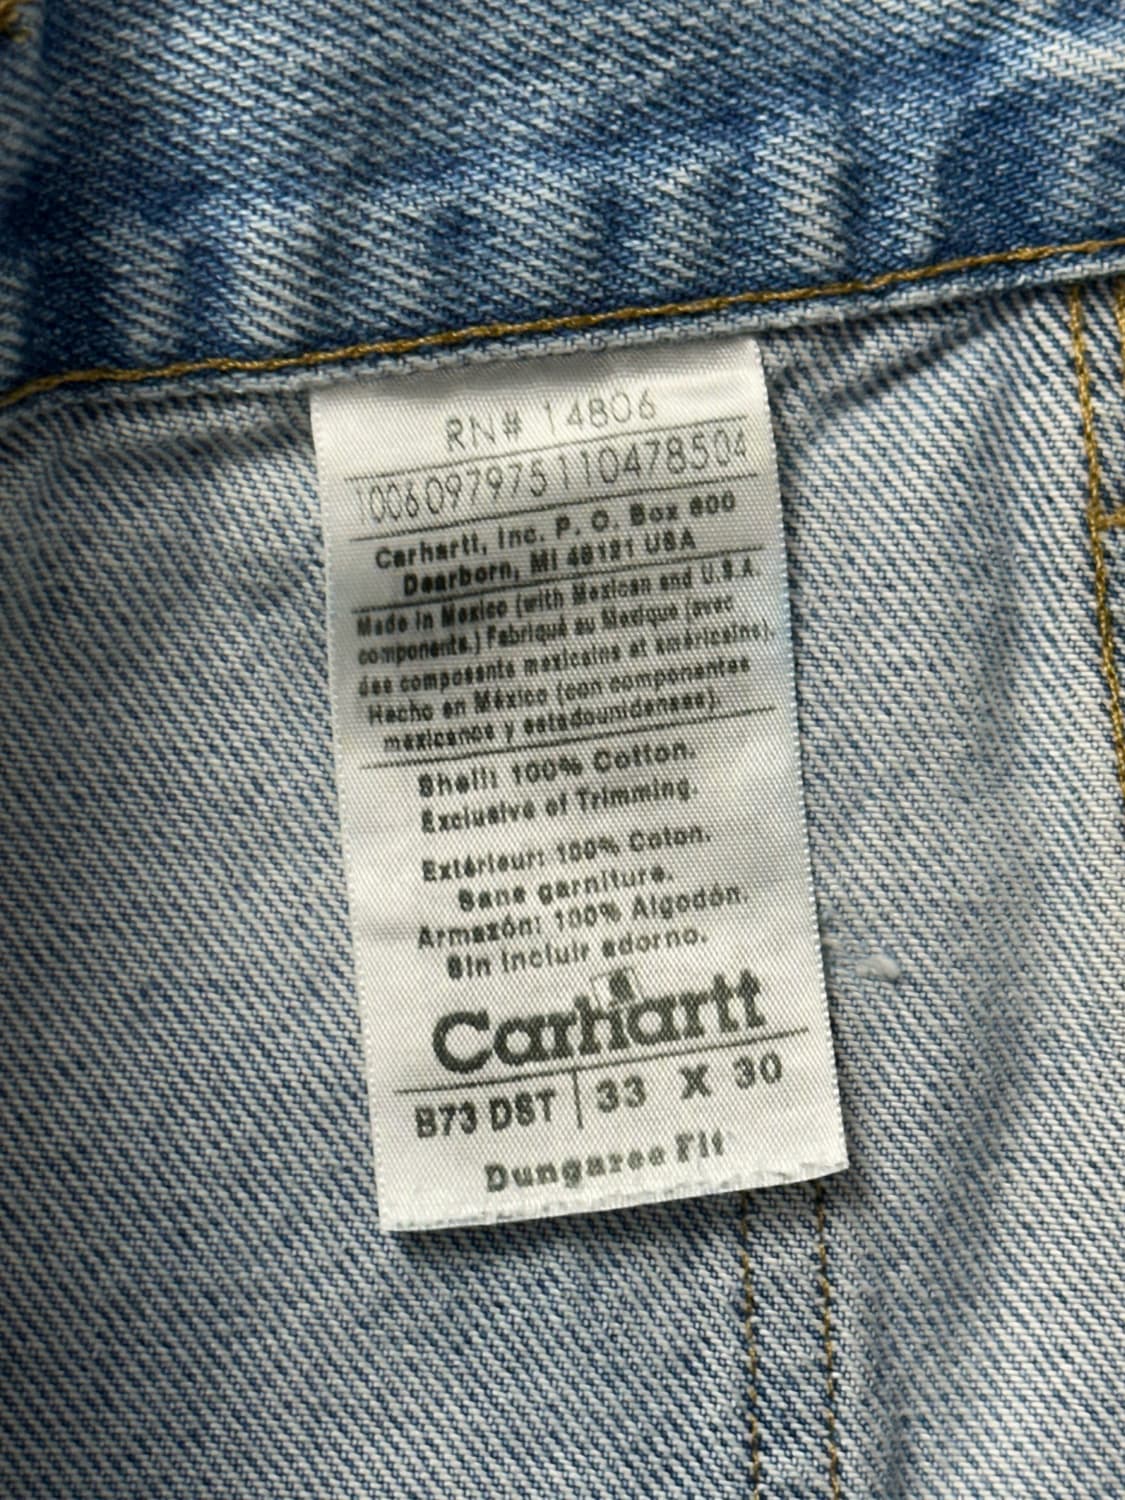 RN# 14806
1006097975110478504
Carhartt, Inc. P. O. Box 600
Dearborn, MI 48121 USA
Made in Mexico (with Mexican and U.S.A.
components.) Fabriqué au Mexique (avec
des composants mexicains et américains).
Hecho en México (con componentes
mexicanos y estadounidenses).
Shell: 100% Cotton.
Exclusive of Trimming.
Extérieur: 100% Coton.
Sans garniture.
Armazón: 100% Algodón.
Sin incluir adorno.
Carhartt
B73 DST | 33 X 30
Dungaree Fit